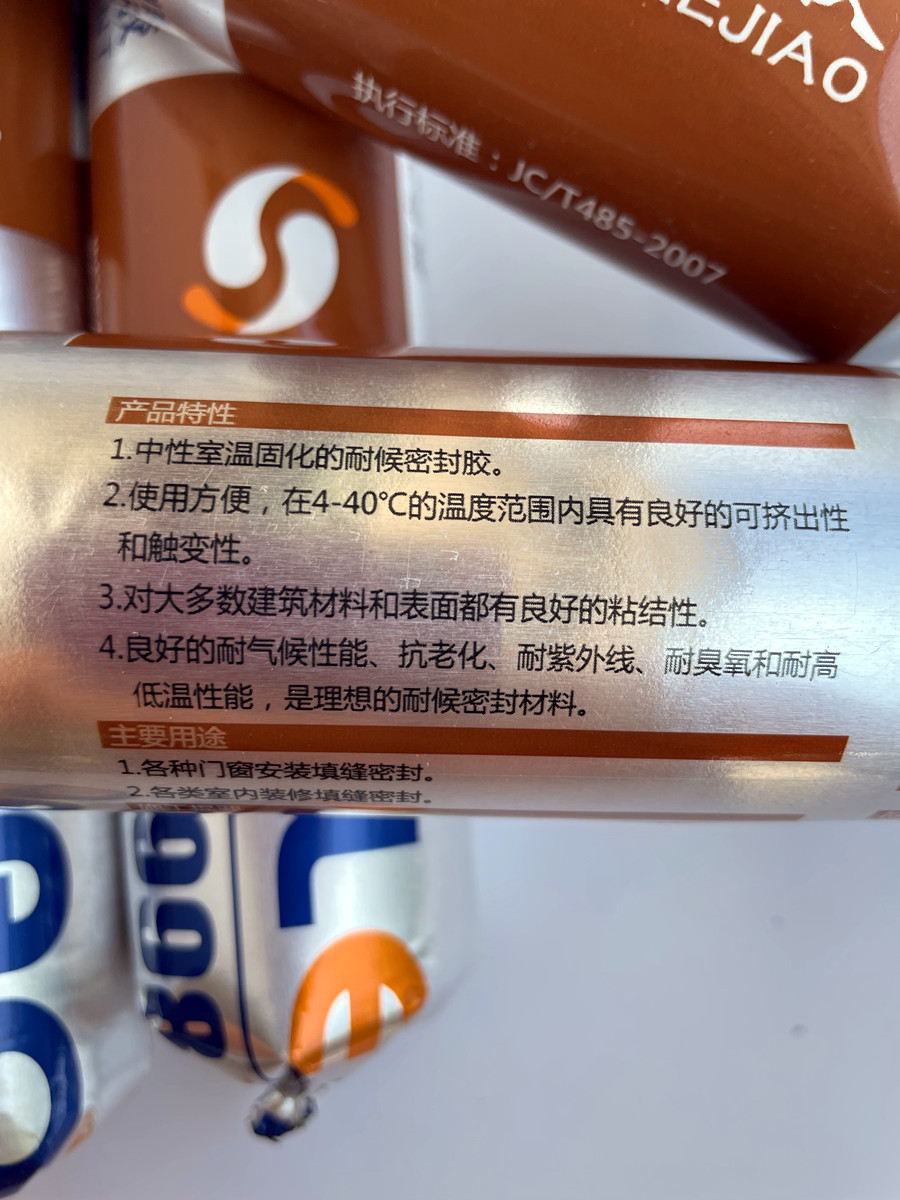 EJIAO
执行标准：JC/T485-2007
产品特性
1.中性室温固化的耐候密封胶。
2.使用方便，在4-40℃的温度范围内具有良好的可挤出性
和触变性。
3.对大多数建筑材料和表面都有良好的粘结性。
4.良好的耐气候性能、抗老化、耐紫外线、耐臭氧和耐高
低温性能，是理想的耐候密封材料。
主要用途
1.各种门窗安装填缝密封。
2.各类室内装修填缝密封。
866
Le